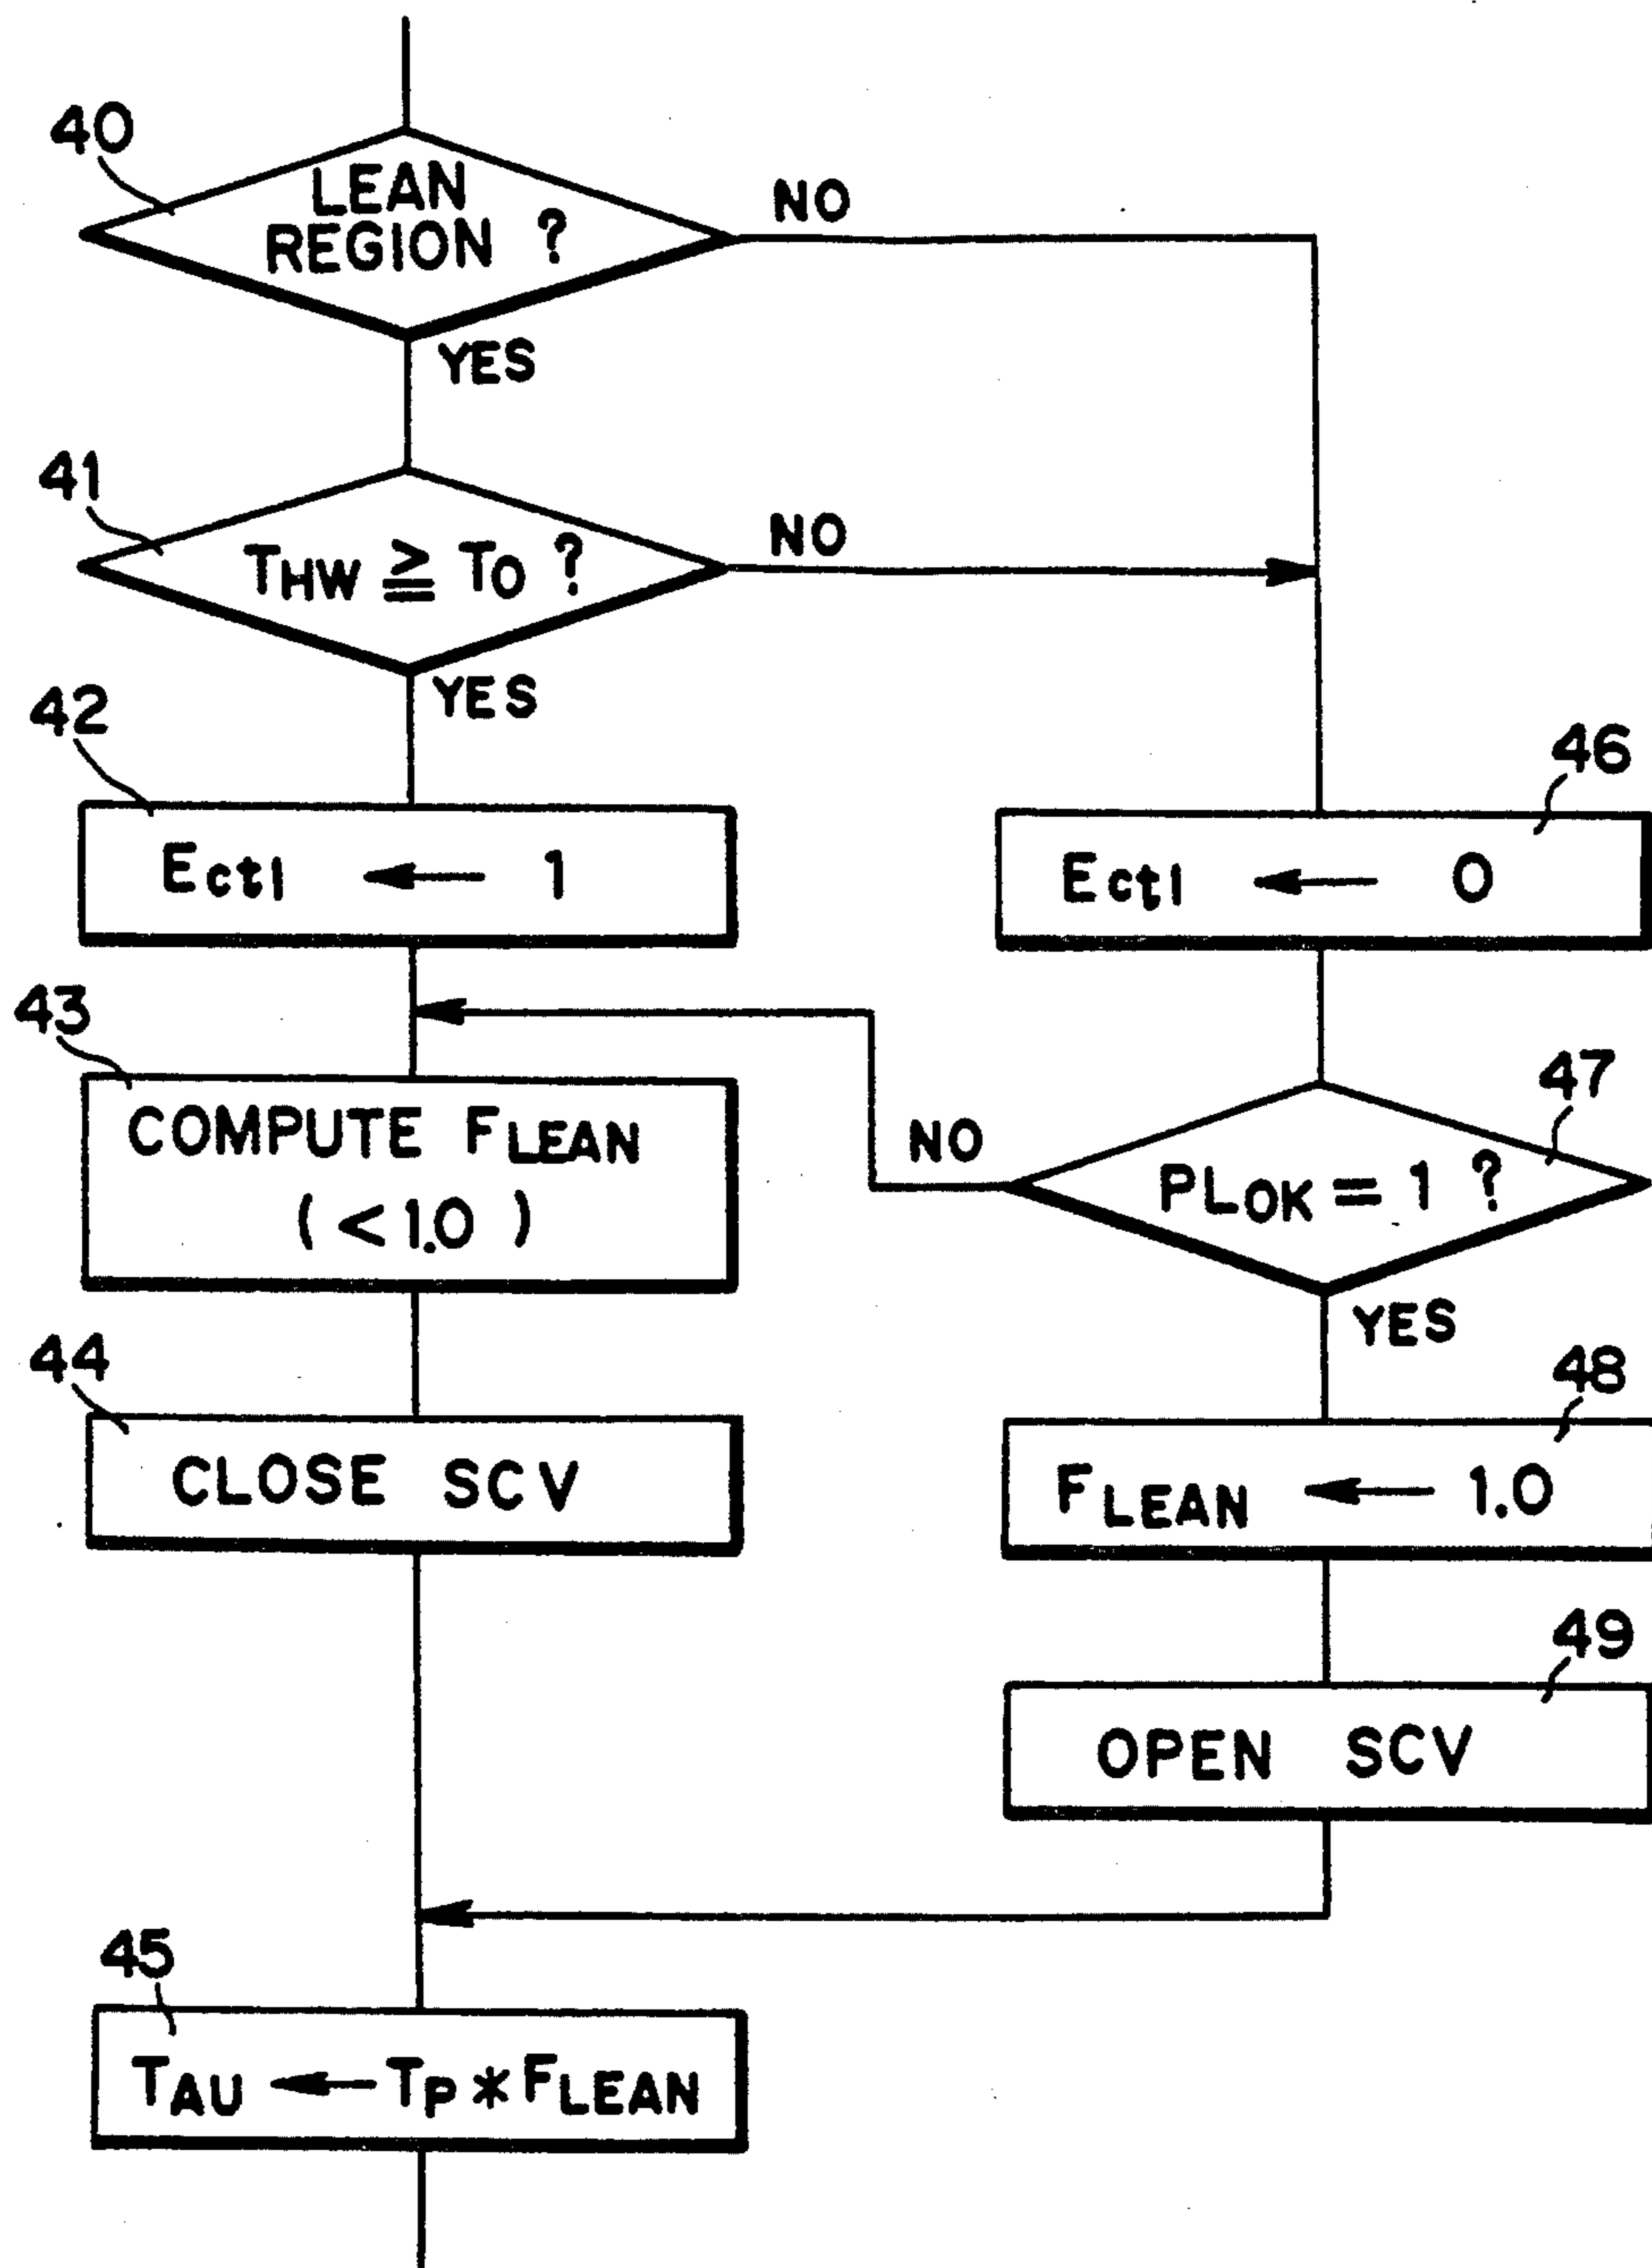 40
LEAN
REGION ?
NO
YES
41
THW ≧ TO ?
NO
YES
42
Ectl ← 1
46
Ectl ← 0
43
COMPUTE FLEAN
( < 1.0 )
47
PLOK = 1 ?
NO
YES
44
CLOSE SCV
48
FLEAN ← 1.0
49
OPEN SCV
45
TAU ← TP * FLEAN